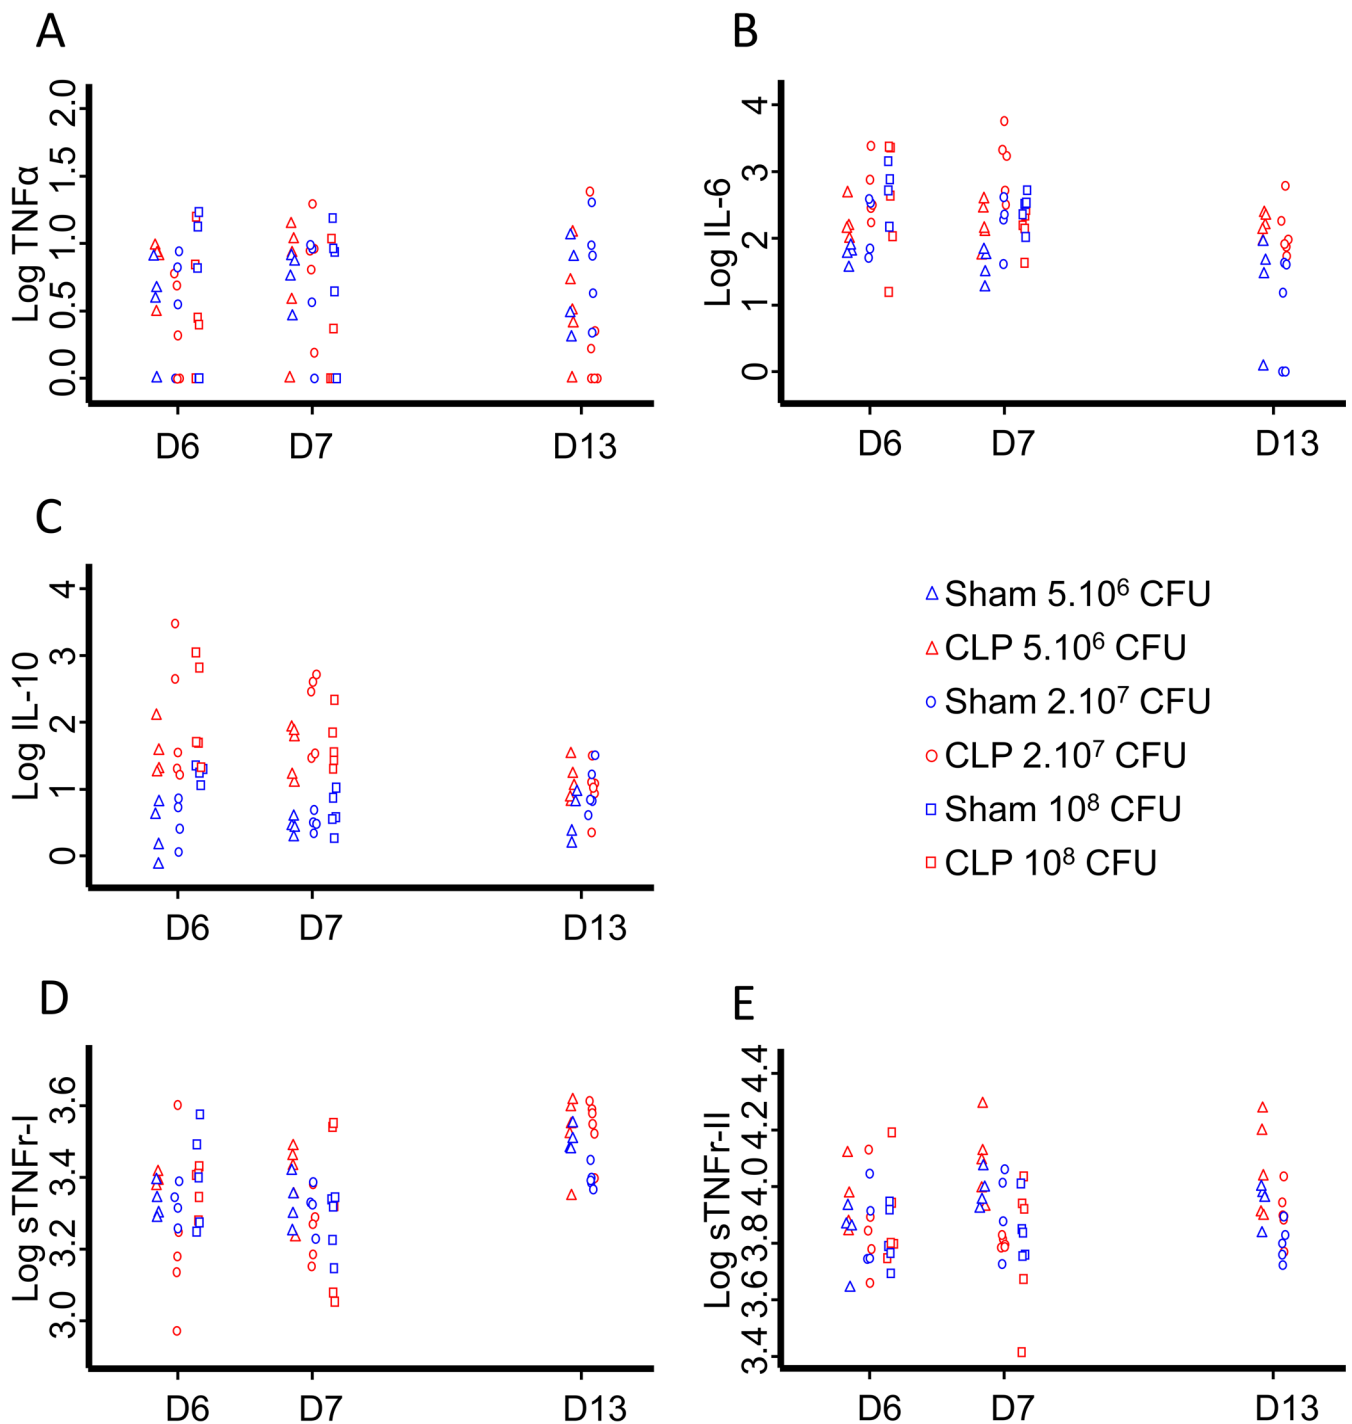 A
Log TNFα
2.0
1.5
1.0
0.5
0.0
D6 D7 D13
B
Log IL-6
4
3
2
1
0
D6 D7 D13
C
Log IL-10
4
3
2
1
0
D6 D7 D13
Sham 5.10⁶ CFU
CLP 5.10⁶ CFU
Sham 2.10⁷ CFU
CLP 2.10⁷ CFU
Sham 10⁸ CFU
CLP 10⁸ CFU
D
Log sTNFr-I
3.6
3.4
3.2
3.0
D6 D7 D13
E
Log sTNFr-II
4.4
4.2
4.0
3.8
3.6
3.4
D6 D7 D13